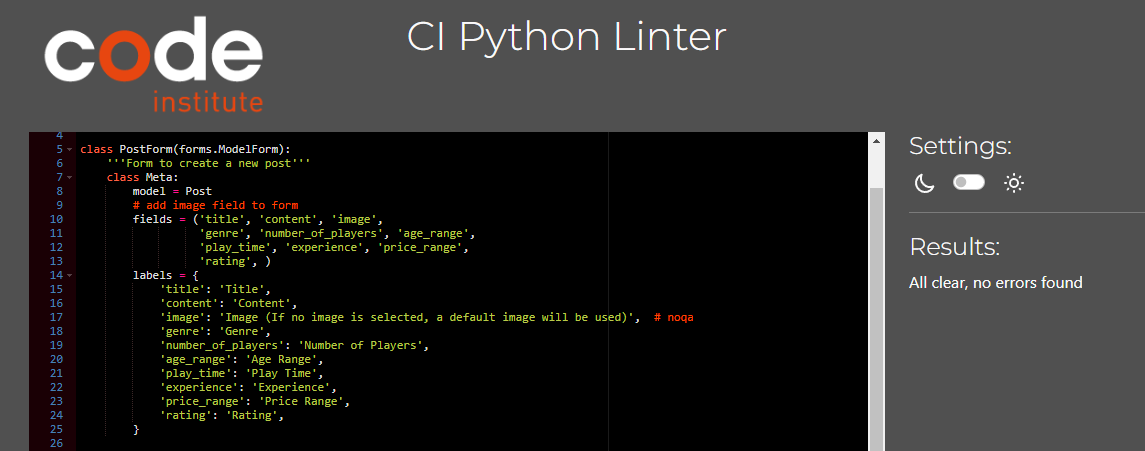 code
institute
CI Python Linter
4
5 class PostForm(forms.ModelForm):
6     '''Form to create a new post'''
7     class Meta:
8         model = Post
9         # add image field to form
10         fields = ('title', 'content', 'image',
11                   'genre', 'number_of_players', 'age_range',
12                   'play_time', 'experience', 'price_range',
13                   'rating', )
14         labels = {
15             'title': 'Title',
16             'content': 'Content',
17             'image': 'Image (If no image is selected, a default image will be used)',  # noqa
18             'genre': 'Genre',
19             'number_of_players': 'Number of Players',
20             'age_range': 'Age Range',
21             'play_time': 'Play Time',
22             'experience': 'Experience',
23             'price_range': 'Price Range',
24             'rating': 'Rating',
25         }
26
Settings:
Results:
All clear, no errors found